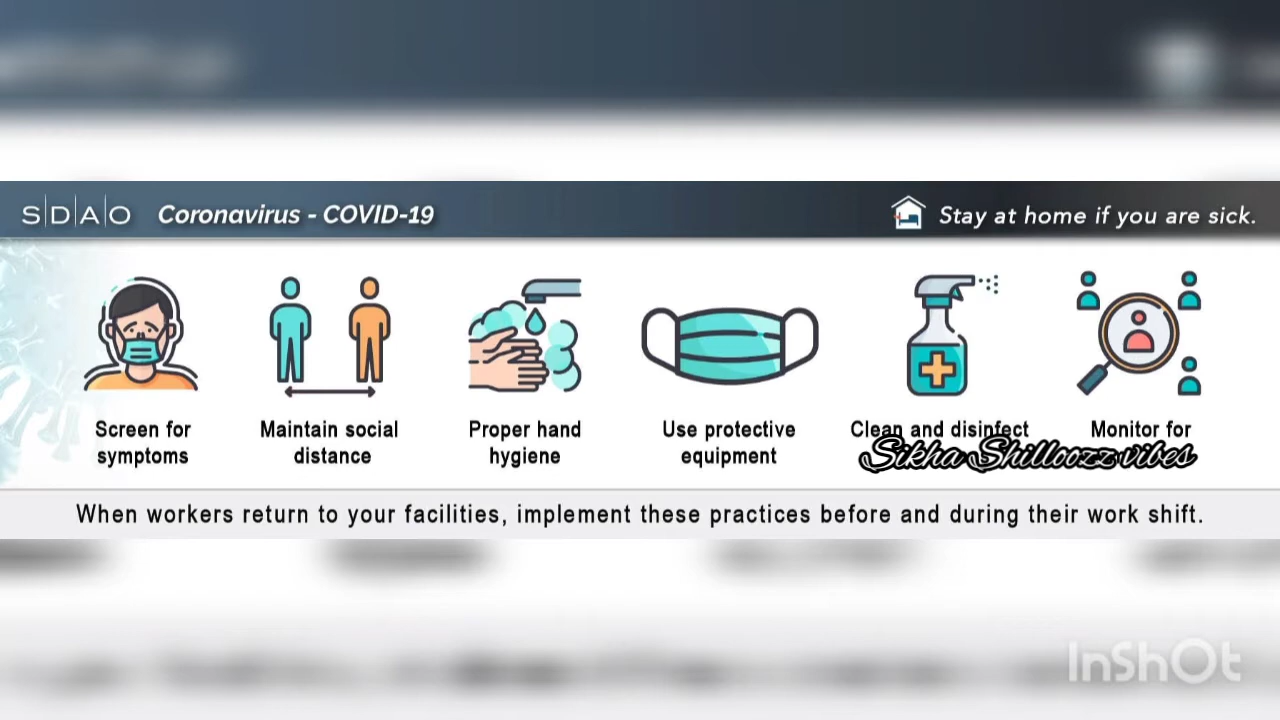 S|D|A|O Coronavirus - COVID-19
Stay at home if you are sick.
Screen for
symptoms
Maintain social
distance
Proper hand
hygiene
Use protective
equipment
Clean and disinfect
Monitor for
Sikha Shilloozz vibes
When workers return to your facilities, implement these practices before and during their work shift.
InShOt